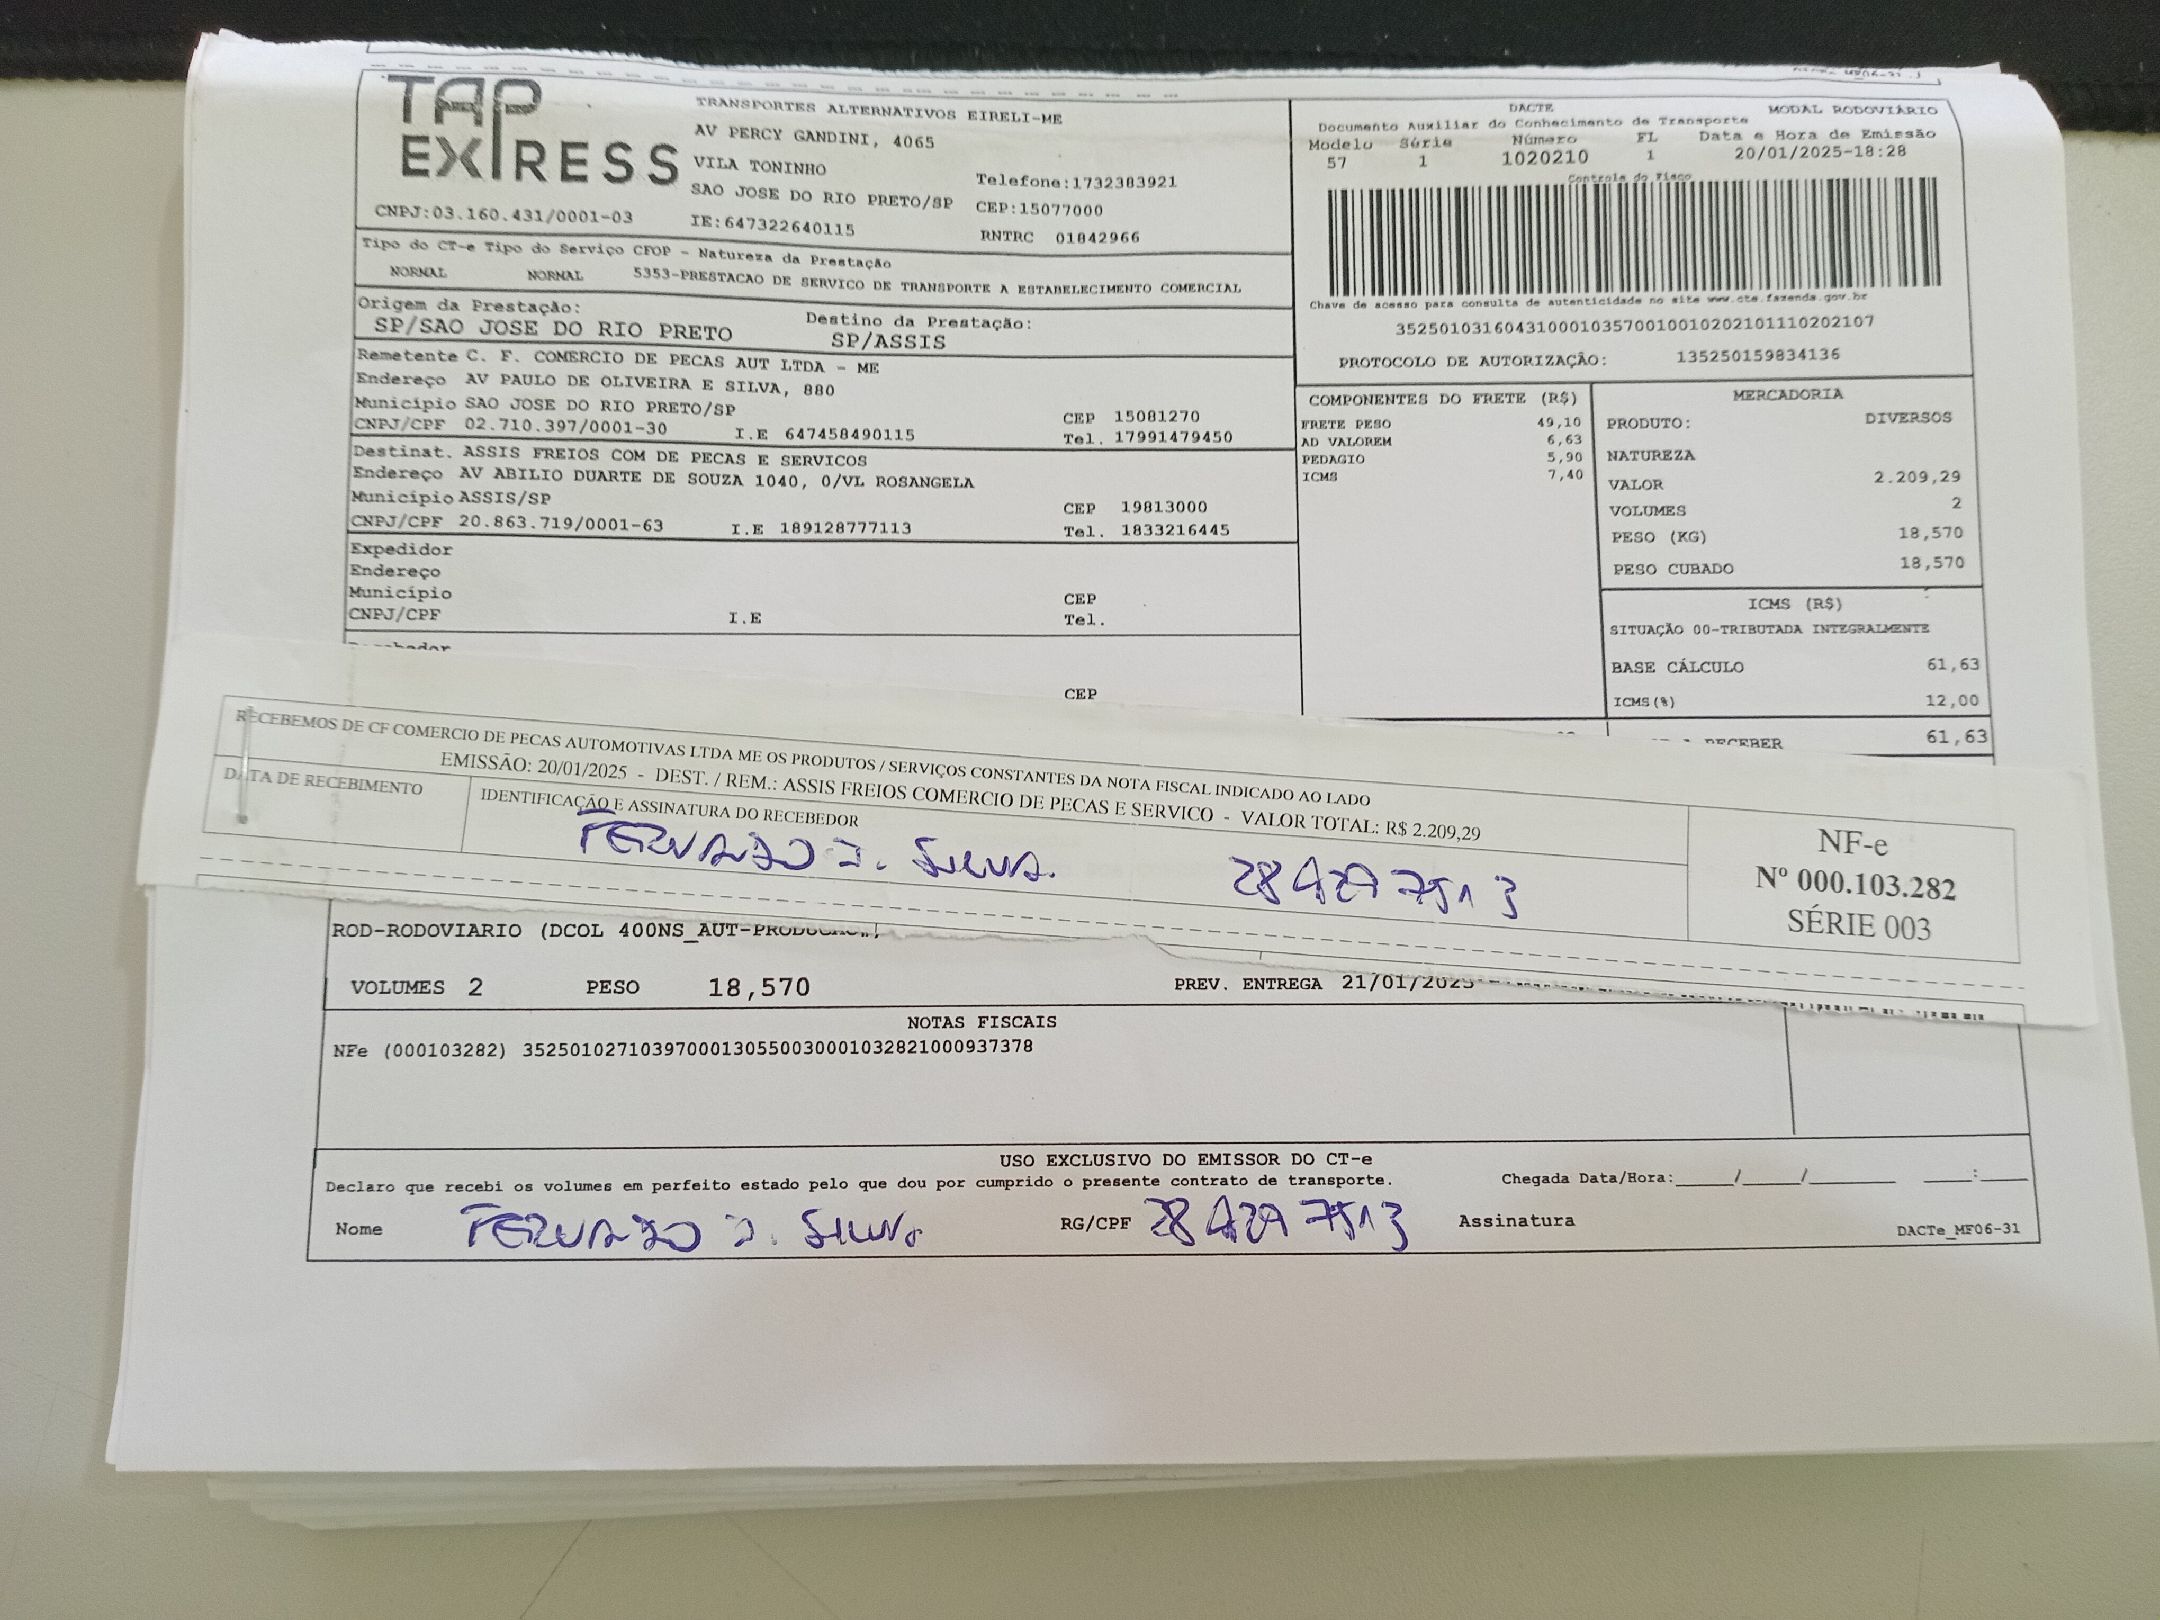 TAP EXPRESS
TRANSPORTES ALTERNATIVOS EIRELI-ME
AV PERCY GANDINI, 4065
VILA TONINHO
SAO JOSE DO RIO PRETO/SP
Telefone:1732383921
CEP:15077000
CNPJ:03.160.431/0001-03
IE:647322640115
RNTRC 01842966
DACTE
MODAL RODOVIÁRIO
Documento Auxiliar do Conhecimento de Transporte
Modelo Série Número FL Data e Hora de Emissão
57 1 1020210 1 20/01/2025-18:28
Controle do Fisco
Chave de acesso para consulta de autenticidade no site www.cte.fazenda.gov.br
35250103160431000103570010010202101110202107
PROTOCOLO DE AUTORIZAÇÃO: 135250159834136
Tipo do CT-e Tipo do Serviço CFOP - Natureza da Prestação
NORMAL NORMAL 5353-PRESTACAO DE SERVICO DE TRANSPORTE A ESTABELECIMENTO COMERCIAL
Origem da Prestação:
SP/SAO JOSE DO RIO PRETO
Destino da Prestação:
SP/ASSIS
Remetente C. F. COMERCIO DE PECAS AUT LTDA - ME
Endereço AV PAULO DE OLIVEIRA E SILVA, 880
Município SAO JOSE DO RIO PRETO/SP CEP 15081270
CNPJ/CPF 02.710.397/0001-30 I.E 647458490115 Tel. 17991479450
Destinat. ASSIS FREIOS COM DE PECAS E SERVICOS
Endereço AV ABILIO DUARTE DE SOUZA 1040, 0/VL ROSANGELA
Município ASSIS/SP CEP 19813000
CNPJ/CPF 20.863.719/0001-63 I.E 189128777113 Tel. 1833216445
Expedidor
Endereço
Município CEP
CNPJ/CPF I.E Tel.
CEP
COMPONENTES DO FRETE (R$)
FRETE PESO 49,10
AD VALOREM 6,63
PEDAGIO 5,90
ICMS 7,40
MERCADORIA
PRODUTO: DIVERSOS
NATUREZA
VALOR 2.209,29
VOLUMES 2
PESO (KG) 18,570
PESO CUBADO 18,570
ICMS (R$)
SITUAÇÃO 00-TRIBUTADA INTEGRALMENTE
BASE CÁLCULO 61,63
ICMS(%) 12,00
RECEBER 61,63
RECEBEMOS DE CF COMERCIO DE PECAS AUTOMOTIVAS LTDA ME OS PRODUTOS / SERVIÇOS CONSTANTES DA NOTA FISCAL INDICADO AO LADO
EMISSÃO: 20/01/2025 - DEST. / REM.: ASSIS FREIOS COMERCIO DE PECAS E SERVICO - VALOR TOTAL: R$ 2.209,29
DATA DE RECEBIMENTO
IDENTIFICAÇÃO E ASSINATURA DO RECEBEDOR
NF-e
Nº 000.103.282
SÉRIE 003
ROD-RODOVIARIO (DCOL 400NS_AUT-PRODUCAO
VOLUMES 2 PESO 18,570 PREV. ENTREGA 21/01/2025
NOTAS FISCAIS
NFe (000103282) 35250102710397000130550030001032821000937378
USO EXCLUSIVO DO EMISSOR DO CT-e
Declaro que recebi os volumes em perfeito estado pelo que dou por cumprido o presente contrato de transporte.
Chegada Data/Hora:____/____/______ ___:___
Nome
RG/CPF
Assinatura
DACTe_MF06-31